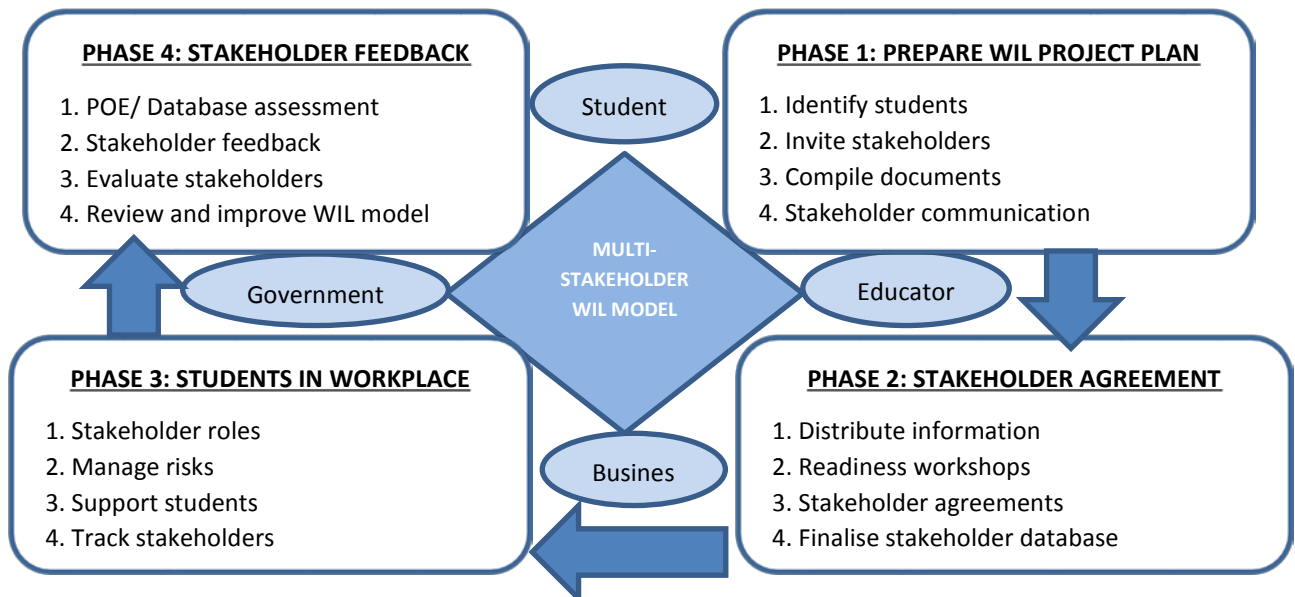 PHASE 4: STAKEHOLDER FEEDBACK
1. POE/ Database assessment
2. Stakeholder feedback
3. Evaluate stakeholders
4. Review and improve WIL model
Student
PHASE 1: PREPARE WIL PROJECT PLAN
1. Identify students
2. Invite stakeholders
3. Compile documents
4. Stakeholder communication
Government
MULTI-
STAKEHOLDER
WIL MODEL
Educator
PHASE 3: STUDENTS IN WORKPLACE
1. Stakeholder roles
2. Manage risks
3. Support students
4. Track stakeholders
Busines
PHASE 2: STAKEHOLDER AGREEMENT
1. Distribute information
2. Readiness workshops
3. Stakeholder agreements
4. Finalise stakeholder database